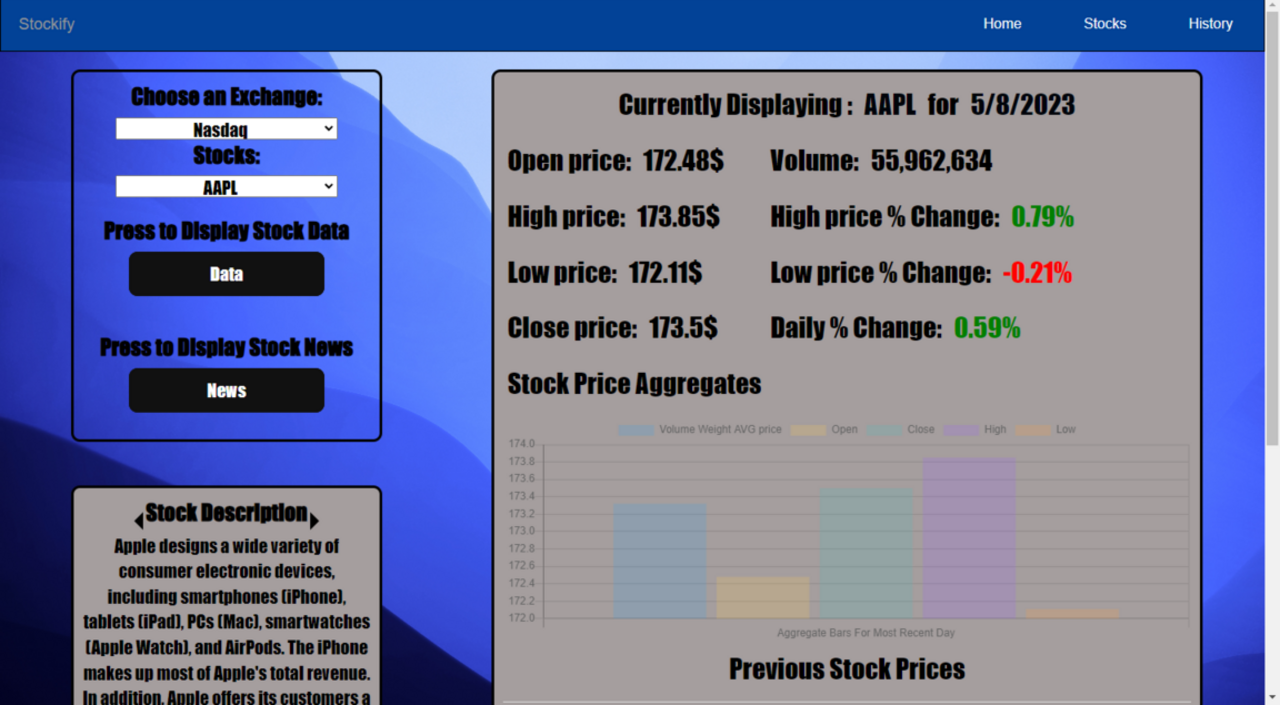 Stockify
Home Stocks History
Choose an Exchange:
Nasdaq
Stocks:
AAPL
Press to Display Stock Data
Data
Press to Display Stock News
News
Stock Description
Apple designs a wide variety of
consumer electronic devices,
including smartphones (iPhone),
tablets (iPad), PCs (Mac), smartwatches
(Apple Watch), and AirPods. The iPhone
makes up most of Apple's total revenue.
In addition, Apple offers its customers a
Currently Displaying : AAPL for 5/8/2023
Open price: 172.48$ Volume: 55,962,634
High price: 173.85$ High price % Change: 0.79%
Low price: 172.11$ Low price % Change: -0.21%
Close price: 173.5$ Daily % Change: 0.59%
Stock Price Aggregates
Volume Weight AVG price Open Close High Low
174.0
173.8
173.6
173.4
173.2
173.0
172.8
172.6
172.4
172.2
172.0
Aggregate Bars For Most Recent Day
Previous Stock Prices